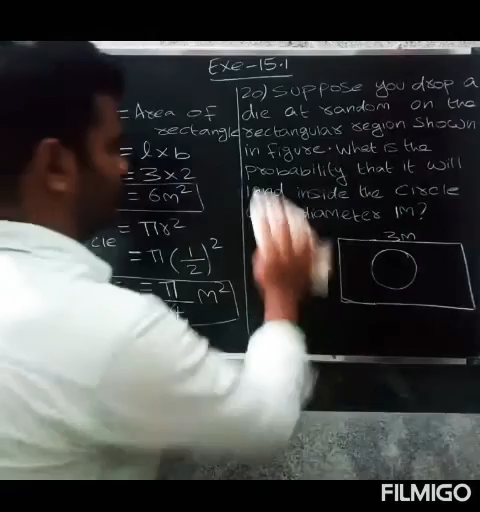 Exe-15.1
= Area of
rectangle
= l×b
= 3×2
= 6m²
= πr²
cle
= π(1/2)²
= π/4 m²
20) Suppose you drop a
die at random on the
rectangular region shown
in figure. What is the
probability that it will
inside the circle
diameter 1M?
3m
FILMIGO